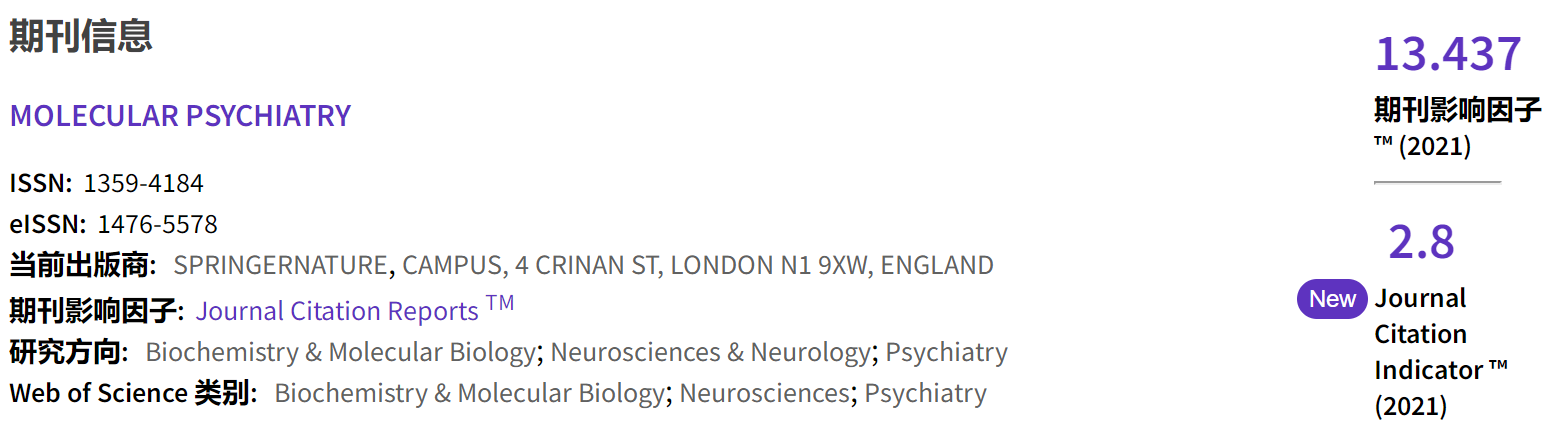 期刊信息
MOLECULAR PSYCHIATRY
ISSN: 1359-4184
eISSN: 1476-5578
当前出版商: SPRINGERNATURE, CAMPUS, 4 CRINAN ST, LONDON N1 9XW, ENGLAND
期刊影响因子: Journal Citation Reports TM
研究方向: Biochemistry & Molecular Biology; Neurosciences & Neurology; Psychiatry
Web of Science 类别: Biochemistry & Molecular Biology; Neurosciences; Psychiatry
13.437
期刊影响因子
™ (2021)
2.8
New Journal
Citation
Indicator ™
(2021)